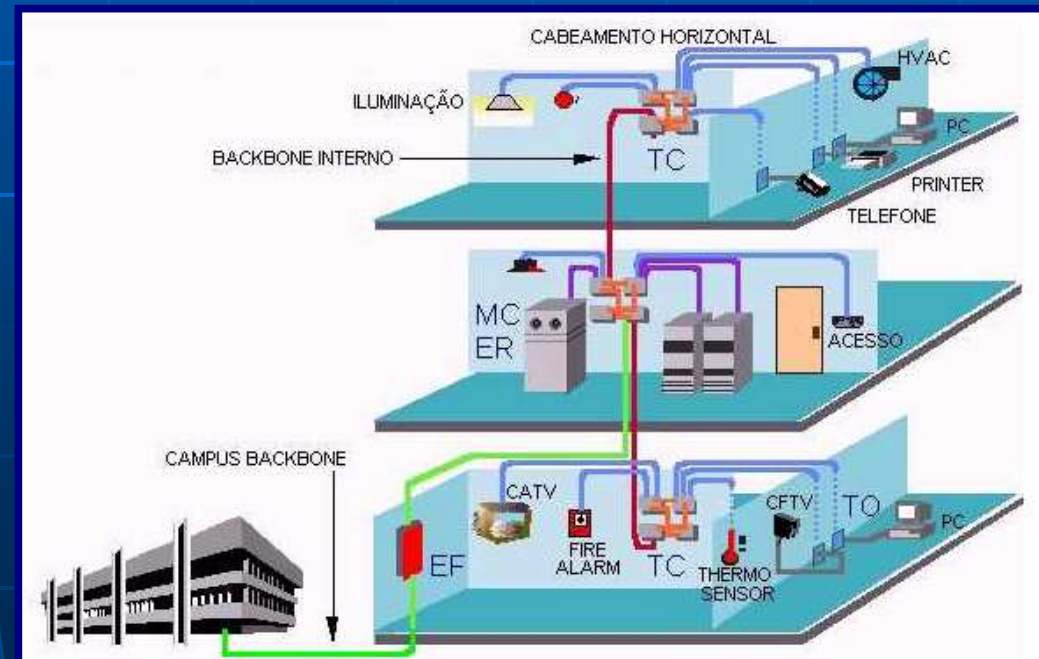 CABEAMENTO HORIZONTAL
HVAC
ILUMINAÇÃO
PC
BACKBONE INTERNO
TC
PRINTER
TELEFONE
MC
ER
ACESSO
CAMPUS BACKBONE
CATV
CFTV
TO
PC
EF
FIRE
ALARM
TC
THERMO
SENSOR